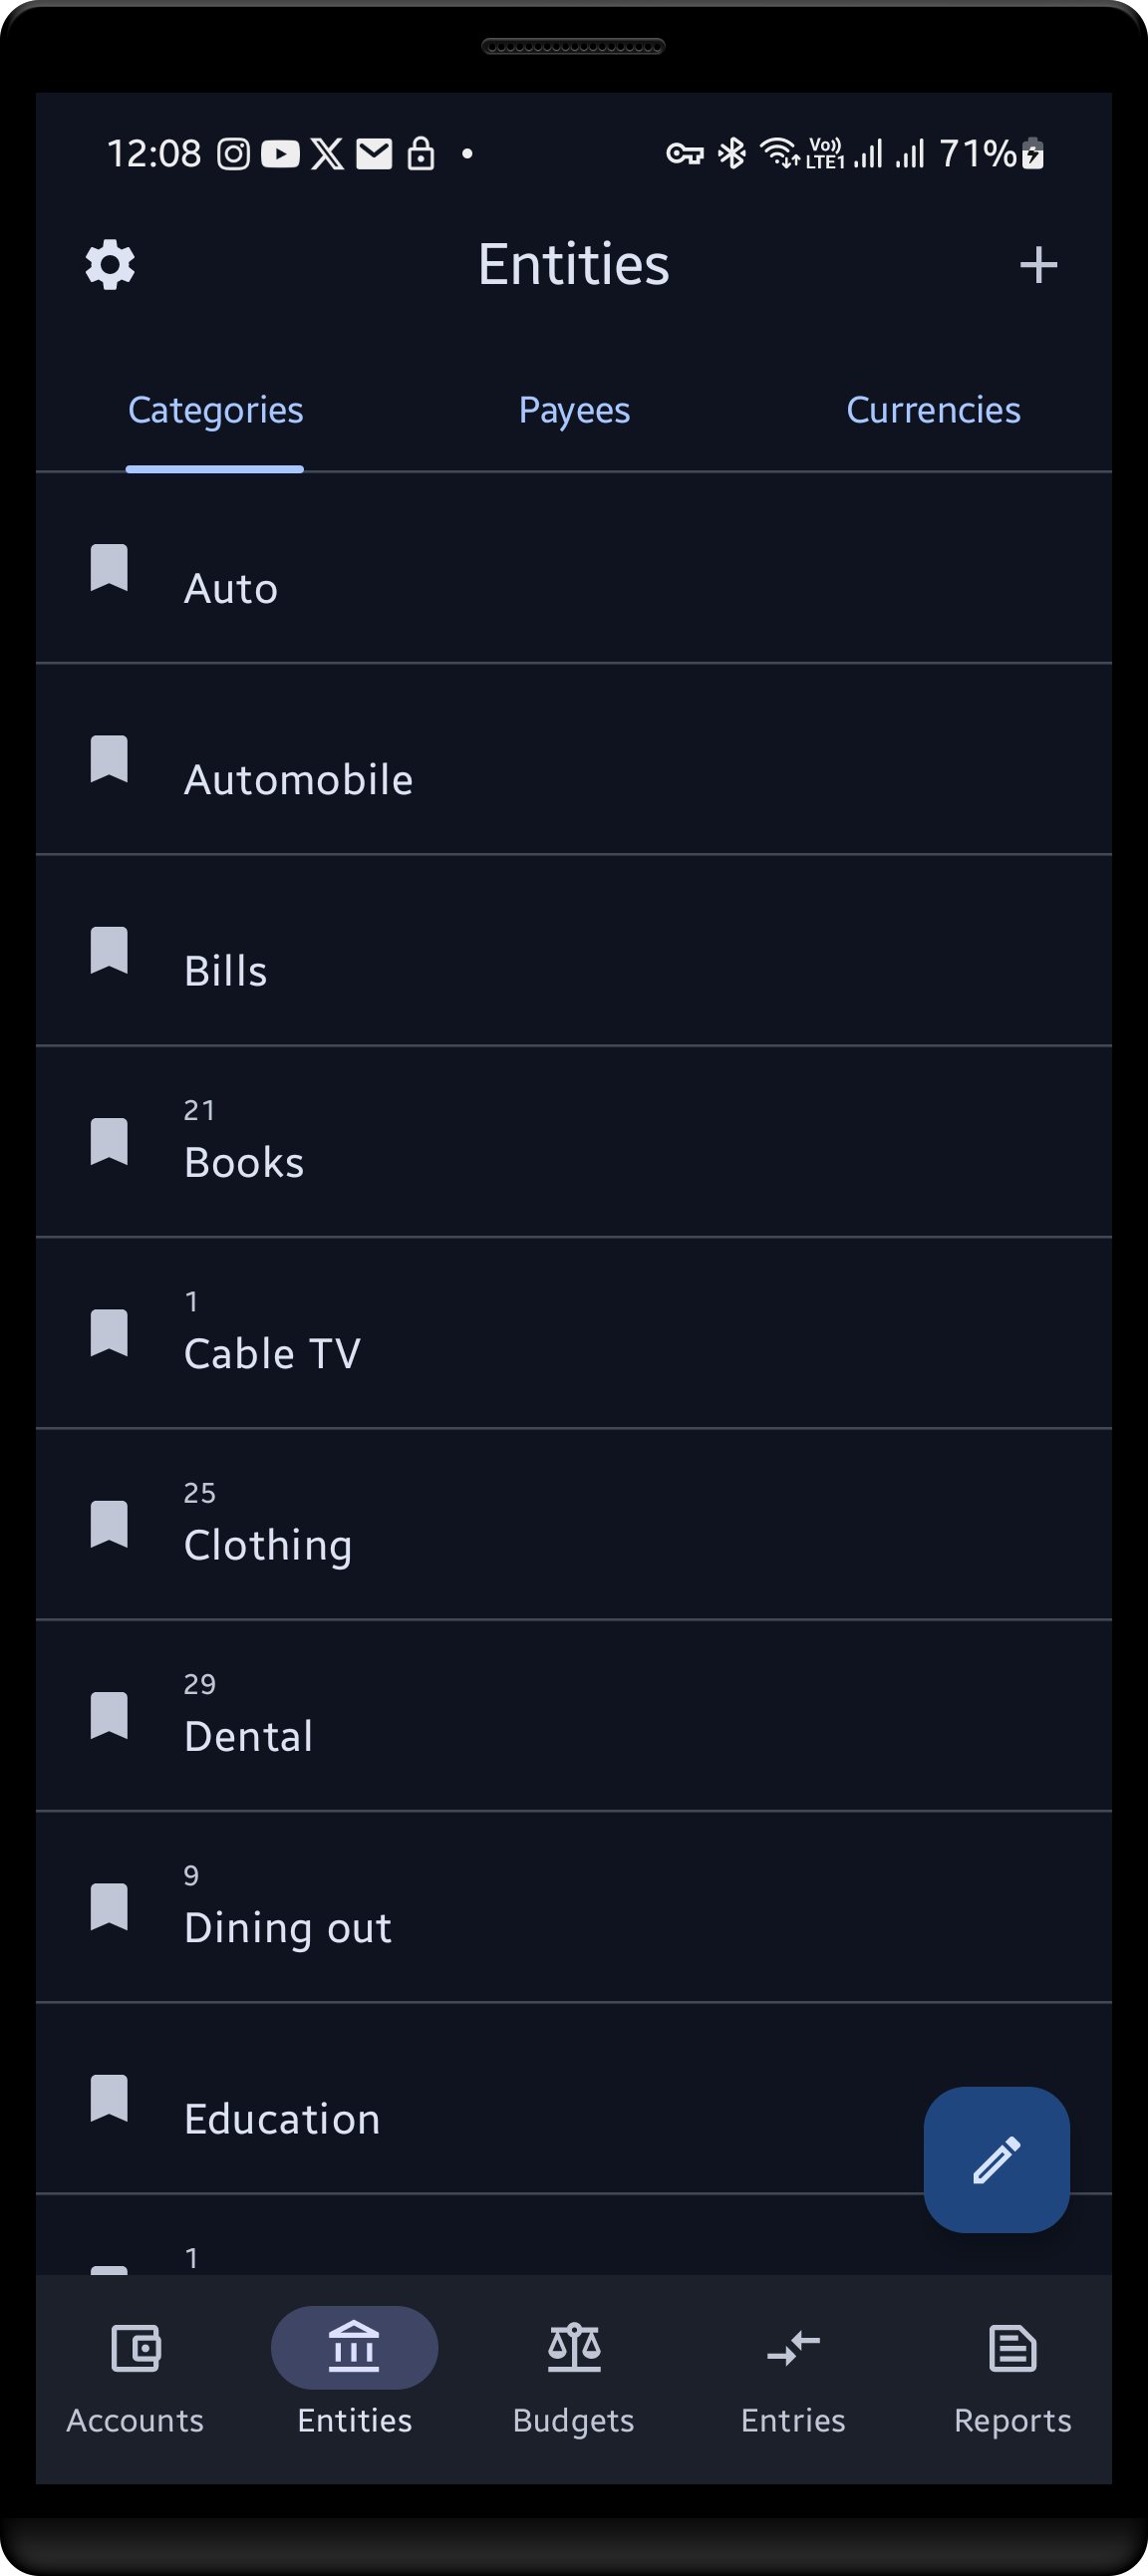 12:08 Vo)) LTE1 71%
Entities
Categories Payees Currencies
Auto
Automobile
Bills
21
Books
1
Cable TV
25
Clothing
29
Dental
9
Dining out
Education
1
Accounts Entities Budgets Entries Reports